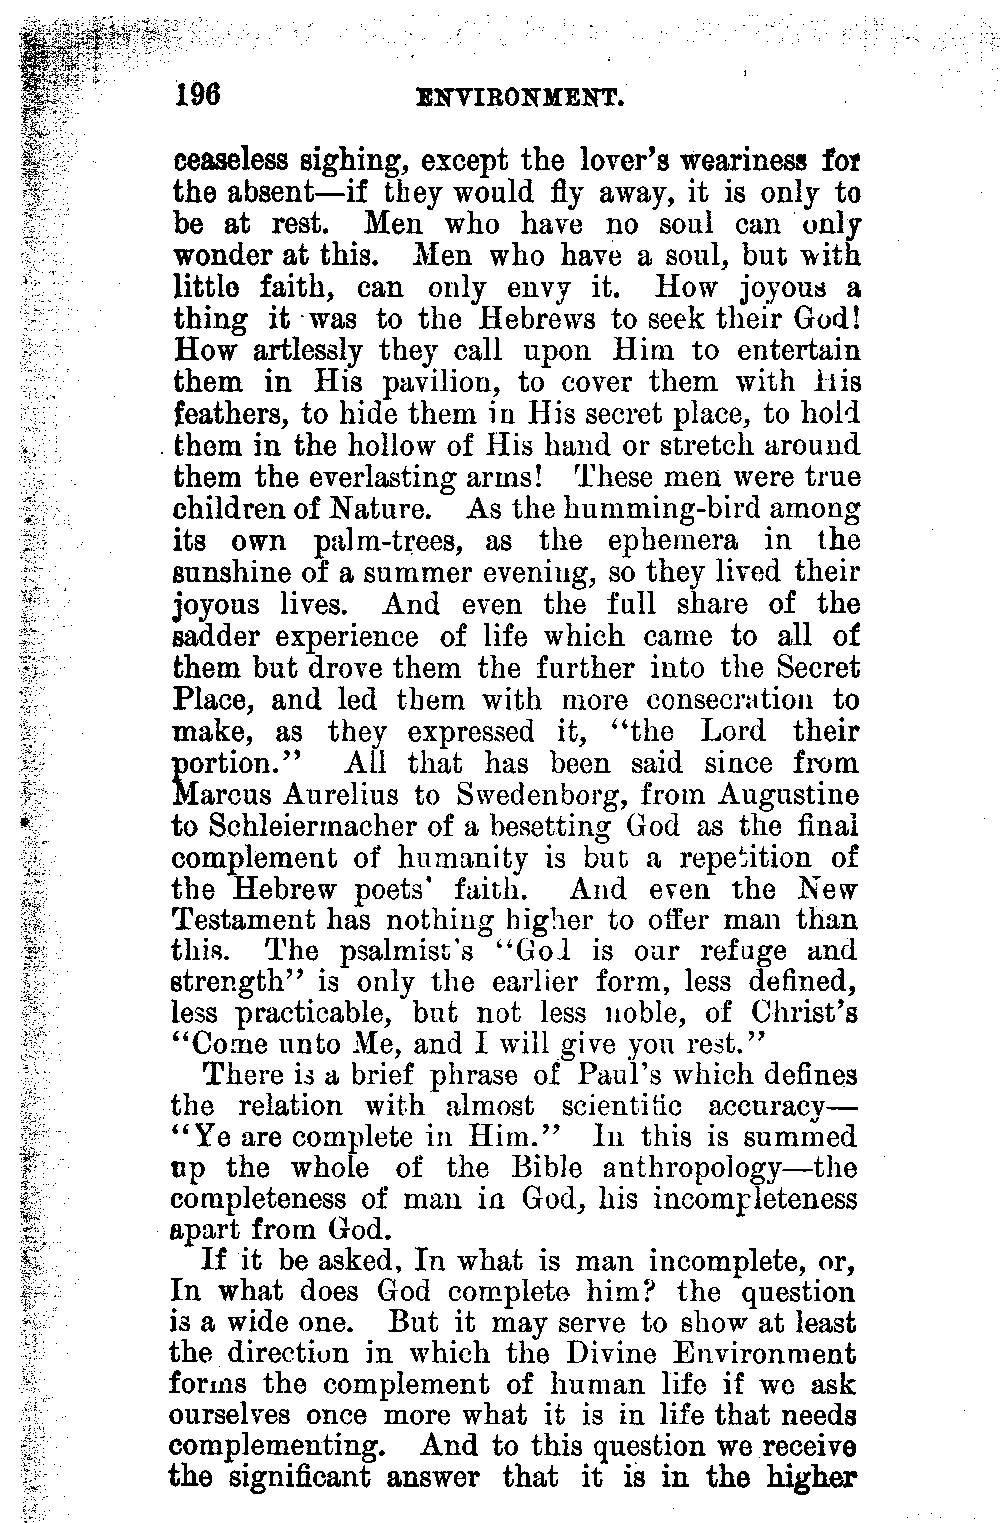 196 ENVIRONMENT.
ceaseless sighing, except the lover's weariness for
the absent—if they would fly away, it is only to
be at rest. Men who have no soul can only
wonder at this. Men who have a soul, but with
little faith, can only envy it. How joyous a
thing it was to the Hebrews to seek their God!
How artlessly they call upon Him to entertain
them in His pavilion, to cover them with His
feathers, to hide them in His secret place, to hold
them in the hollow of His hand or stretch around
them the everlasting arms! These men were true
children of Nature. As the humming-bird among
its own palm-trees, as the ephemera in the
sunshine of a summer evening, so they lived their
joyous lives. And even the full share of the
sadder experience of life which came to all of
them but drove them the further into the Secret
Place, and led them with more consecration to
make, as they expressed it, “the Lord their
portion.” All that has been said since from
Marcus Aurelius to Swedenborg, from Augustine
to Schleiermacher of a besetting God as the final
complement of humanity is but a repetition of
the Hebrew poets' faith. And even the New
Testament has nothing higher to offer man than
this. The psalmist's “God is our refuge and
strength” is only the earlier form, less defined,
less practicable, but not less noble, of Christ's
“Come unto Me, and I will give you rest.”
There is a brief phrase of Paul's which defines
the relation with almost scientific accuracy—
“Ye are complete in Him.” In this is summed
up the whole of the Bible anthropology—the
completeness of man in God, his incompleteness
apart from God.
If it be asked, In what is man incomplete, or,
In what does God complete him? the question
is a wide one. But it may serve to show at least
the direction in which the Divine Environment
forms the complement of human life if we ask
ourselves once more what it is in life that needs
complementing. And to this question we receive
the significant answer that it is in the higher